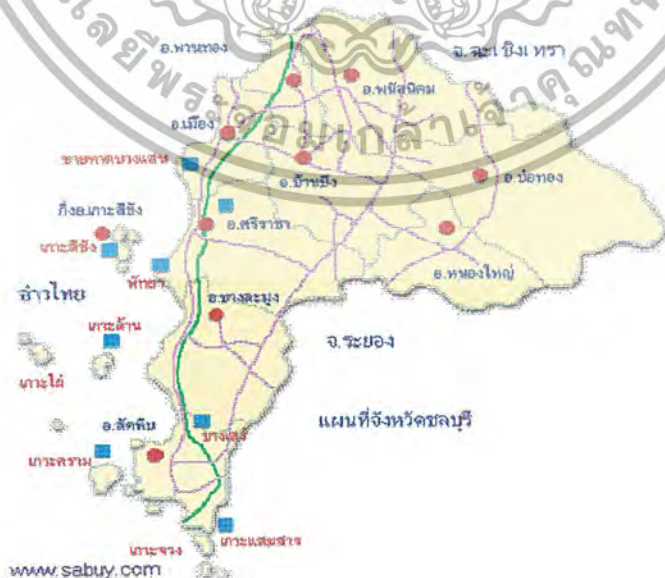 อ.พานทอง
จ.ฉะเชิงเทรา
อ.พนัสนิคม
อ.เมือง
ชายหาดบางแสน
อ.บ้านบึง
อ.บ่อทอง
กิ่งอ.เกาะสีชัง
อ.ศรีราชา
เกาะสีชัง
พัทยา
อ.หนองใหญ่
อ่าวไทย
อ.บางละมุง
เกาะล้าน
จ.ระยอง
เกาะไผ่
แผนที่จังหวัดชลบุรี
อ.สัตหีบ
บางเสร่
เกาะคราม
เกาะจวง
เกาะแสมสาร
www.sabuy.com